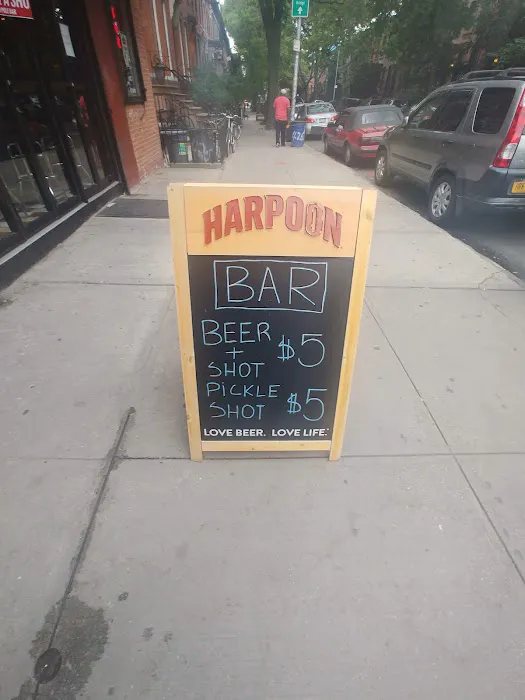 HARPOON
BAR
BEER
+
SHOT
$5
PICKLE
SHOT
$5
LOVE BEER. LOVE LIFE.